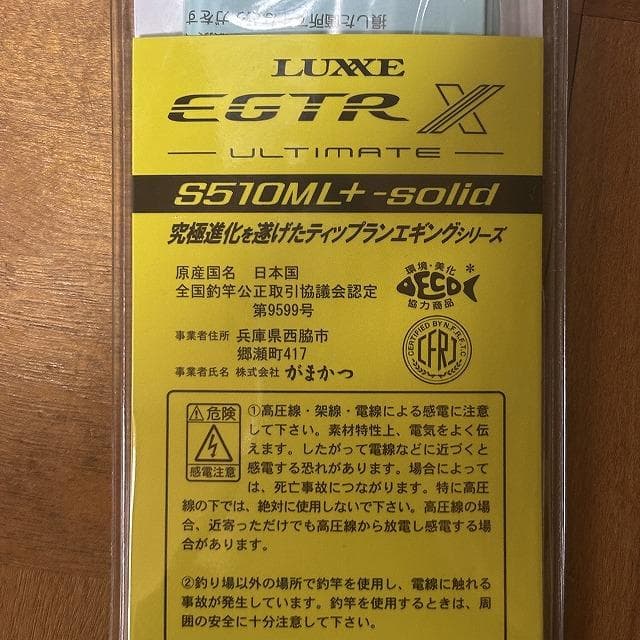 損した箇所
ガをす
LUXXE
EGTR X
ULTIMATE
S510ML+-solid
究極進化を遂げたティップランエギングシリーズ
原産国名 日本国
全国釣竿公正取引協議会認定
第9599号
環境・美化
ECO
協力商品
事業者住所 兵庫県西脇市
郷瀬町417
事業者氏名 株式会社 がまかつ
CERTIFIED BY N.F.R.F.T.C
CFRJ
危険
感電注意
①高圧線・架線・電線による感電に注意
して下さい。素材特性上、電気をよく伝
えます。したがって電線などに近づくと
感電する恐れがあります。場合によって
は、死亡事故につながります。特に高圧
線の下では、絶対に使用しないで下さい。高圧線の場
合、近寄っただけでも高圧線から放電し感電する場
合があります。
②釣り場以外の場所で釣竿を使用し、電線に触れる
事故が発生しています。釣竿を使用するときは、周
囲の安全に十分注意して下さい。